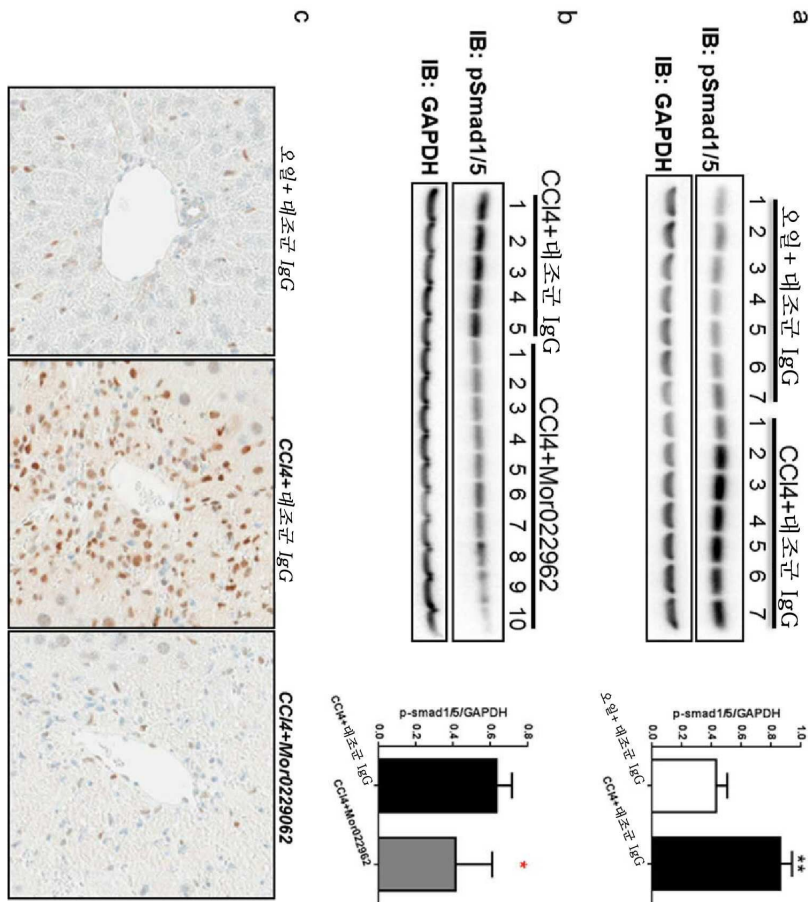 a
오일+대조군 IgG
CCl4+대조군 IgG
1 2 3 4 5 6 7 1 2 3 4 5 6 7
IB: pSmad1/5
IB: GAPDH
p-smad1/5/GAPDH
1.0
0.8
0.6
0.4
0.2
0.0
**
오일+대조군 IgG
CCl4+대조군 IgG
b
CCl4+대조군 IgG
CCl4+Mor022962
1 2 3 4 5 1 2 3 4 5 6 7 8 9 10
IB: pSmad1/5
IB: GAPDH
p-smad1/5/GAPDH
0.8
0.6
0.4
0.2
0.0
*
CCl4+대조군 IgG
CCl4+Mor022962
c
오일+대조군 IgG
CCl4+대조군 IgG
CCl4+Mor0229062